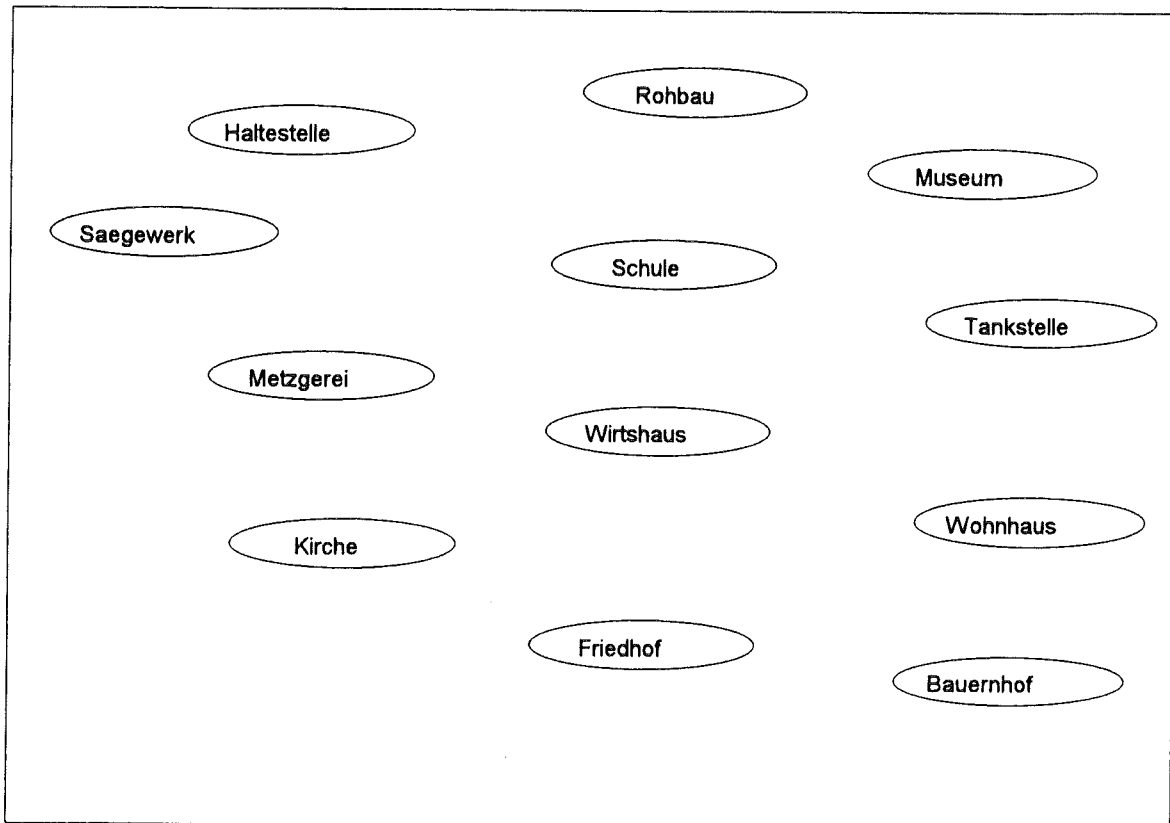 Rohbau
Haltestelle
Museum
Saegewerk
Schule
Tankstelle
Metzgerei
Wirtshaus
Wohnhaus
Kirche
Friedhof
Bauernhof